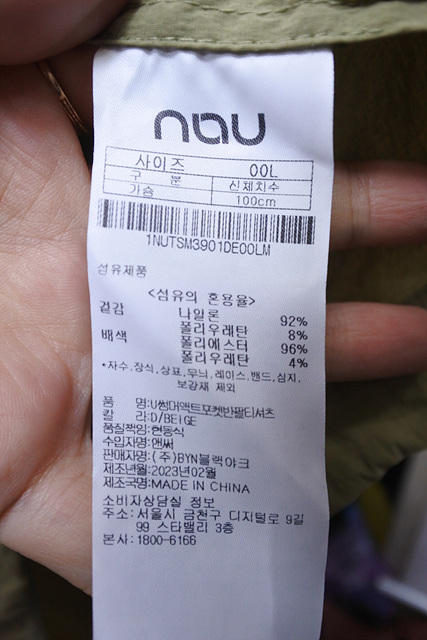 nau
사이즈 00L
구 분 신체치수
가슴 100cm
1NUTSM3901DE00LM
섬유제품
<섬유의 혼용율>
겉감 나일론 92%
폴리우레탄 8%
배색 폴리에스터 96%
폴리우레탄 4%
*자수,장식,상표,무늬,레이스,밴드,심지,
보강재 제외
품 명:U썸머액트포켓반팔티셔츠
칼 라:D/BEIGE
품질책임:현동식
수입자명:앤써
판매자명:(주)BYN블랙야크
제조년월:2023년02월
제조국명:MADE IN CHINA
소비자상담실 정보
주소:서울시 금천구 디지털로 9길
99 스타밸리 3층
본사:1800-6166